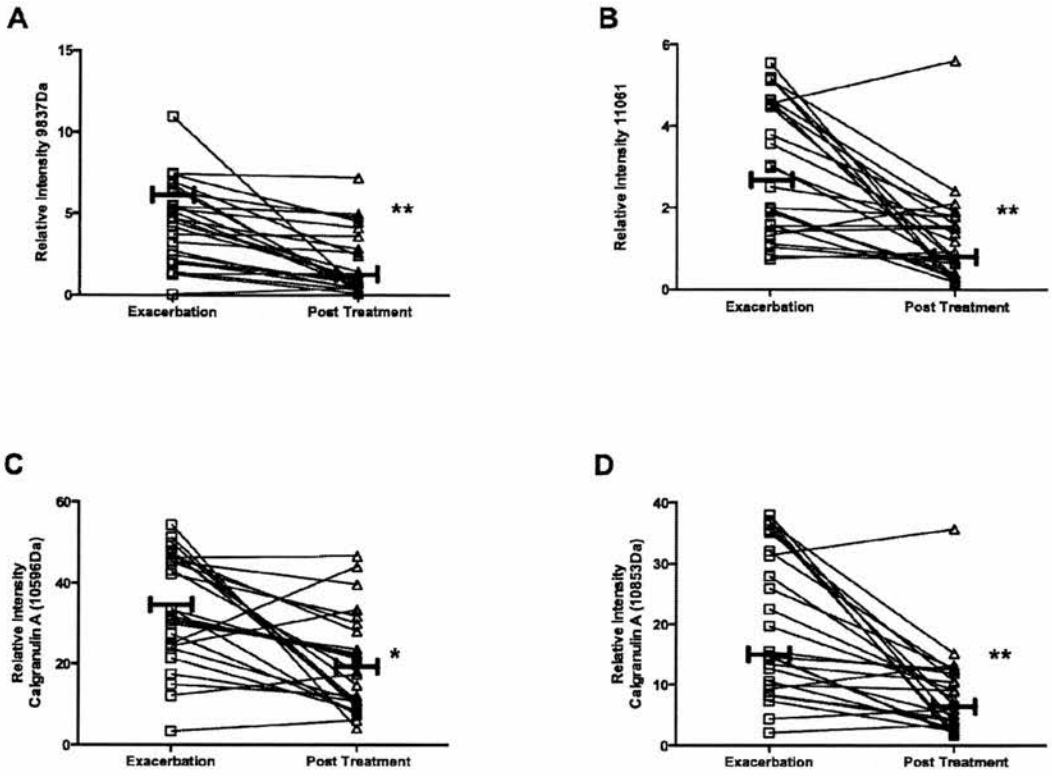 A
Relative Intensity 9837Da
15
10
5
0
Exacerbation
Post Treatment
**
B
Relative Intensity 11061
6
4
2
0
Exacerbation
Post Treatment
**
C
Relative Intensity
Calgranulin A (10596Da)
60
40
20
0
Exacerbation
Post Treatment
*
D
Relative Intensity
Calgranulin A (10853Da)
40
30
20
10
0
Exacerbation
Post Treatment
**